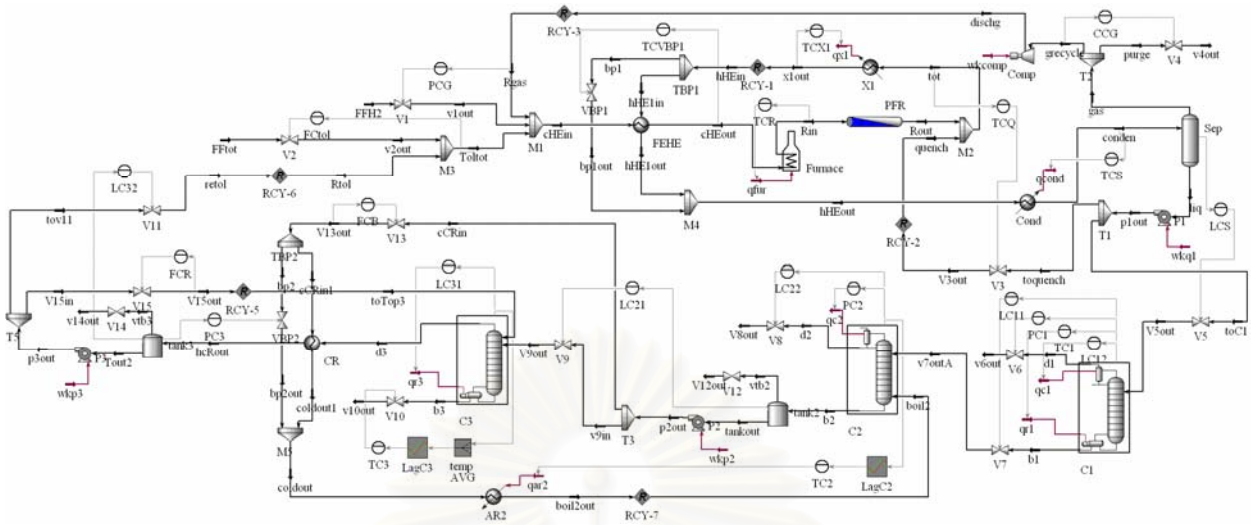 RCY-3
dischg
CCG
grecycle
purge
V4
v4out
wkcomp
Comp
T2
gas
TCVBP1
TCX1
qx1
bp1
hHEin
RCY-1
x1out
X1
tot
TBP1
PCG
Rgas
FFH2
V1
v1out
VBP1
hHE1in
TCR
Rin
PFR
Rout
TCQ
conden
Sep
FCtol
FFtot
V2
v2out
M3
Toltot
M1
cHEin
FEHE
cHEout
quench
M2
Furnace
qfur
hHE1out
bp1out
qcond
TCS
LC32
retol
RCY-6
Rtol
tov11
V11
M4
hHEout
Cond
liq
LCS
T1
p1out
P1
wkq1
RCY-2
V3out
V3
toquench
FCB
V13out
V13
cCRin
TBP2
bp2
cCRin1
FCR
V15in
V15
V15out
RCY-5
toTop3
LC31
LC21
LC22
PC2
qc2
V8out
V8
d2
LC11
PC1
TC1
LC12
V5out
V5
toC1
v14out
V14
vtb3
PC3
VBP2
T5
p3out
P3
Tout2
tank3
hcRout
CR
d3
V9out
V9
v6out
V6
d1
qc1
v7outA
wkp3
bp2out
coldout1
qr3
v10out
V10
b3
C3
V12out
V12
vtb2
tank2
b2
C2
boil2
qr1
V7
b1
C1
M5
v9in
T3
p2out
P2
tankout
wkp2
TC3
LagC3
temp
AVG
coldout
qar2
TC2
LagC2
AR2
boil2out
RCY-7